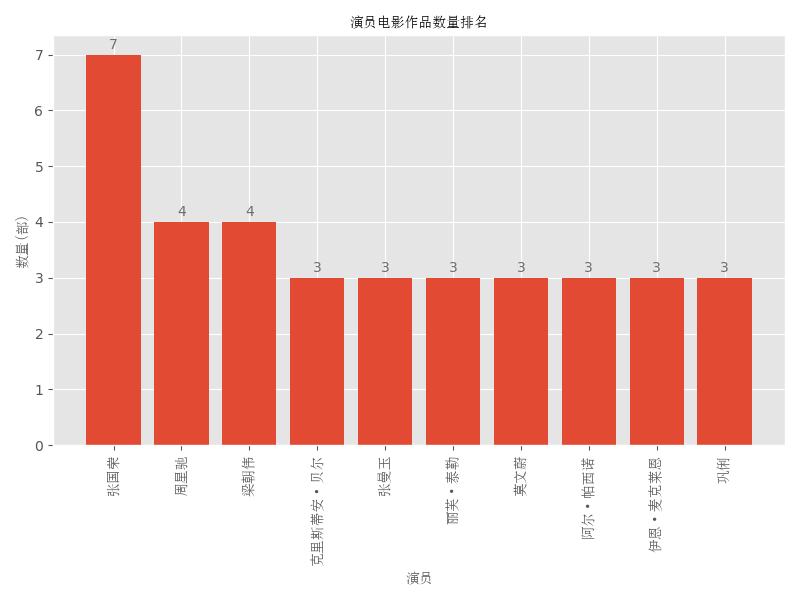 演员电影作品数量排名
7
4
4
3
3
3
3
3
3
3
数量(部)
7
6
5
4
3
2
1
0
张国荣
周星驰
梁朝伟
克里斯蒂安·贝尔
张曼玉
丽芙·泰勒
莫文蔚
阿尔·帕西诺
伊恩·麦克莱恩
巩俐
演员